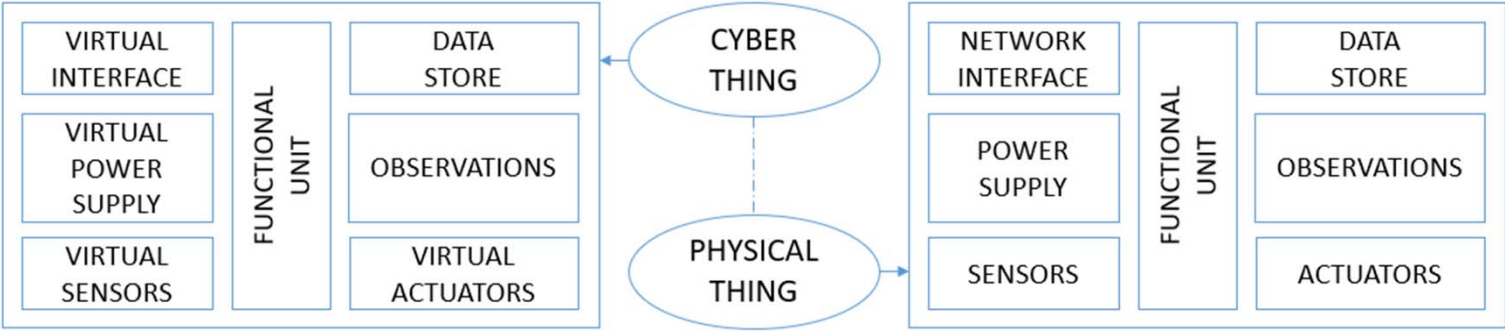 VIRTUAL
INTERFACE
FUNCTIONAL
UNIT
DATA
STORE
VIRTUAL
POWER
SUPPLY
OBSERVATIONS
VIRTUAL
SENSORS
VIRTUAL
ACTUATORS
CYBER
THING
PHYSICAL
THING
NETWORK
INTERFACE
FUNCTIONAL
UNIT
DATA
STORE
POWER
SUPPLY
OBSERVATIONS
SENSORS
ACTUATORS